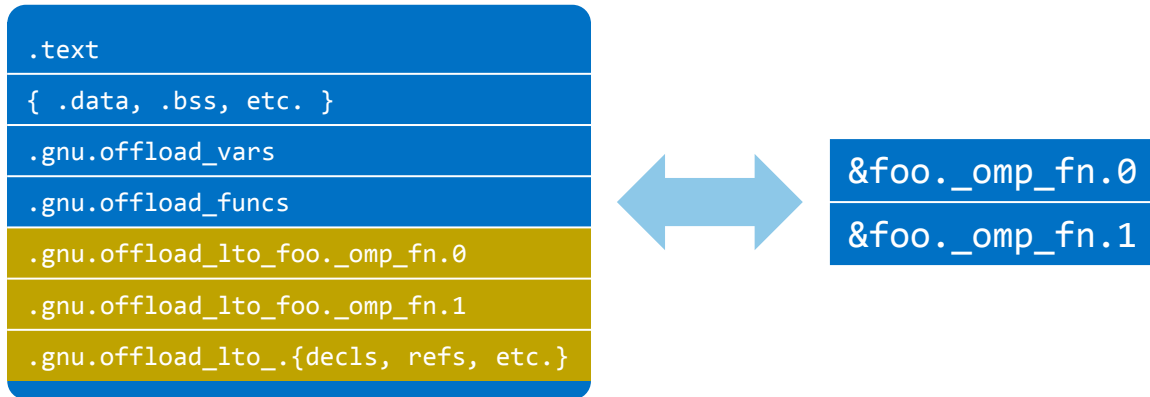 .text
{ .data, .bss, etc. }
.gnu.offload_vars
.gnu.offload_funcs
.gnu.offload_lto_foo._omp_fn.0
.gnu.offload_lto_foo._omp_fn.1
.gnu.offload_lto_.{decls, refs, etc.}
&foo._omp_fn.0
&foo._omp_fn.1